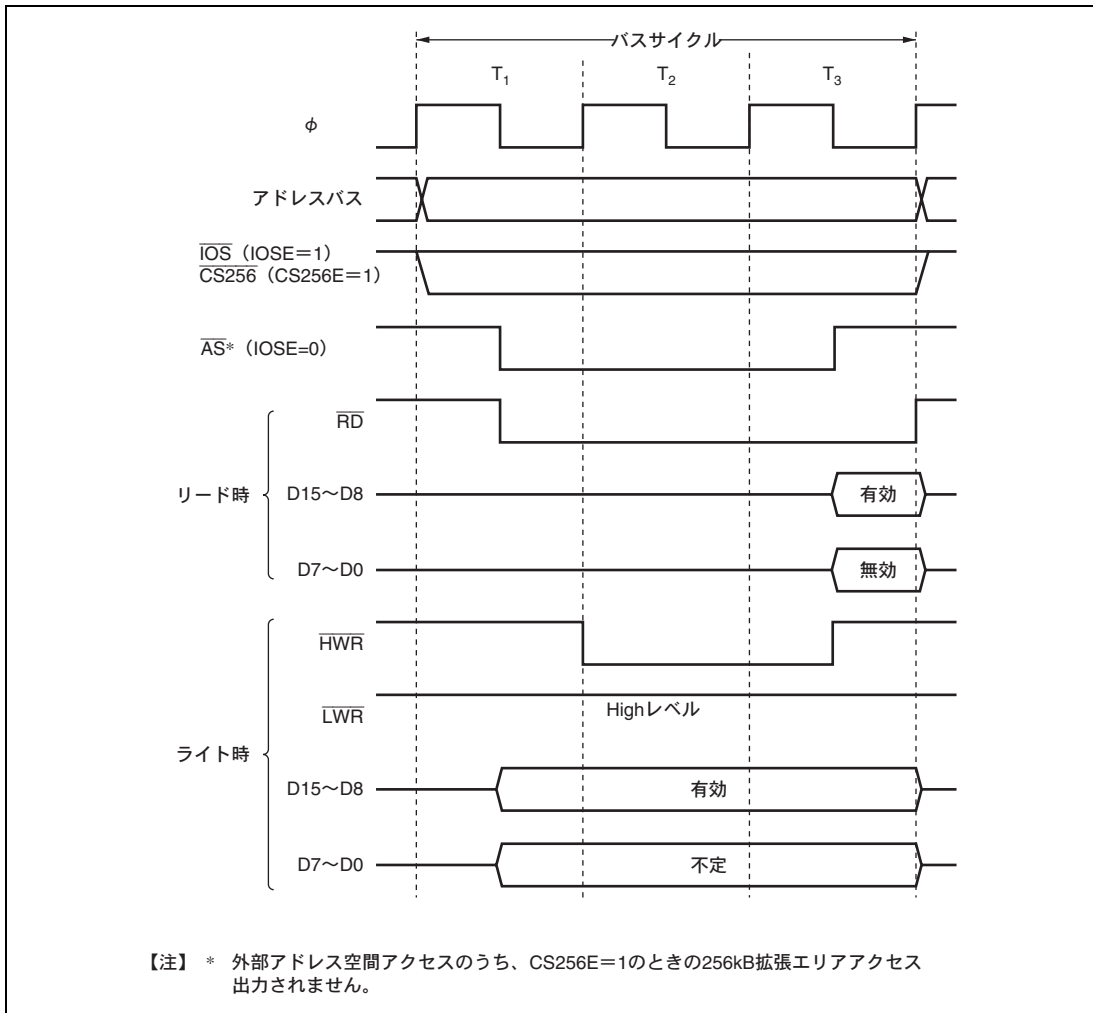 バスサイクル
T1
T2
T3
φ
アドレスバス
IOS（IOSE＝1）
CS256（CS256E＝1）
AS*（IOSE=0）
リード時
RD
D15～D8
有効
D7～D0
無効
ライト時
HWR
LWR
Highレベル
D15～D8
有効
D7～D0
不定
【注】 * 外部アドレス空間アクセスのうち、CS256E＝1のときの256kB拡張エリアアクセス
出力されません。